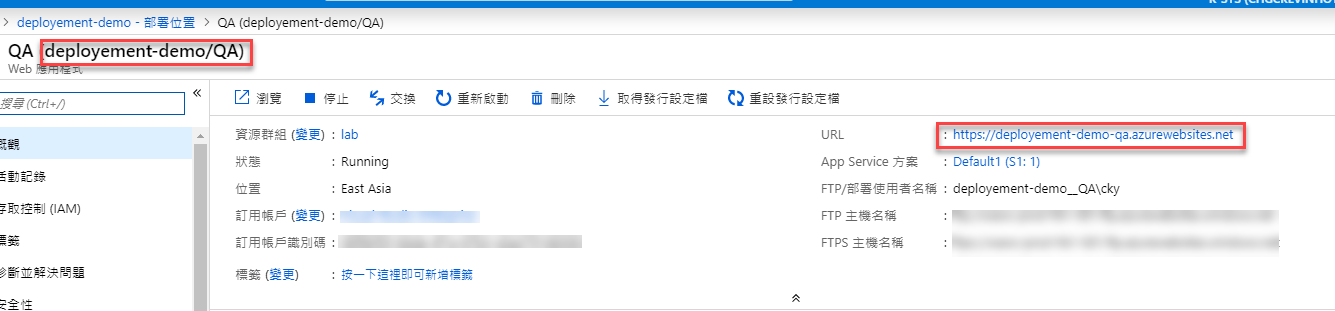 deployement-demo - 部署位置 > QA (deployement-demo/QA)
QA (deployement-demo/QA)
Web 應用程式
搜尋 (Ctrl+/)
«
瀏覽 停止 交換 重新啟動 刪除 取得發行設定檔 重設發行設定檔
概觀
活動記錄
存取控制 (IAM)
標籤
診斷並解決問題
安全性
資源群組 (變更) : lab
狀態 : Running
位置 : East Asia
訂用帳戶 (變更) :
訂用帳戶識別碼 :
標籤 (變更) : 按一下這裡即可新增標籤
URL : https://deployement-demo-qa.azurewebsites.net
App Service 方案 : Default1 (S1: 1)
FTP/部署使用者名稱 : deployement-demo__QA\cky
FTP 主機名稱 :
FTPS 主機名稱 :